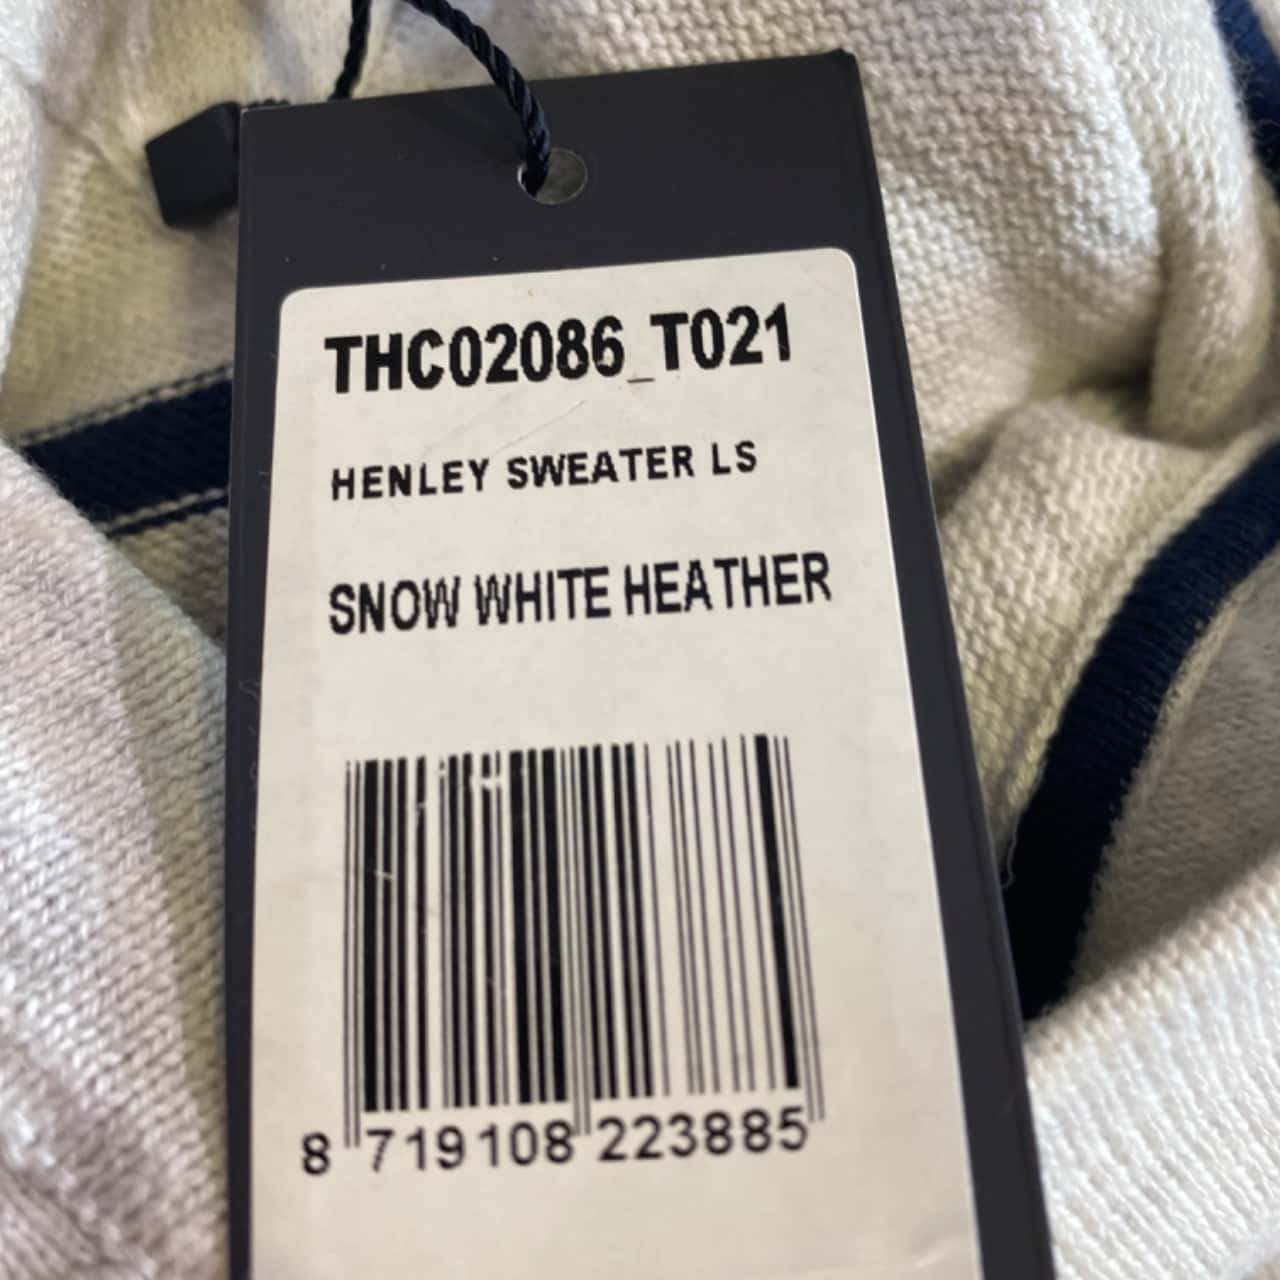 THC02086_T021
HENLEY SWEATER LS
SNOW WHITE HEATHER
8 719108 223885